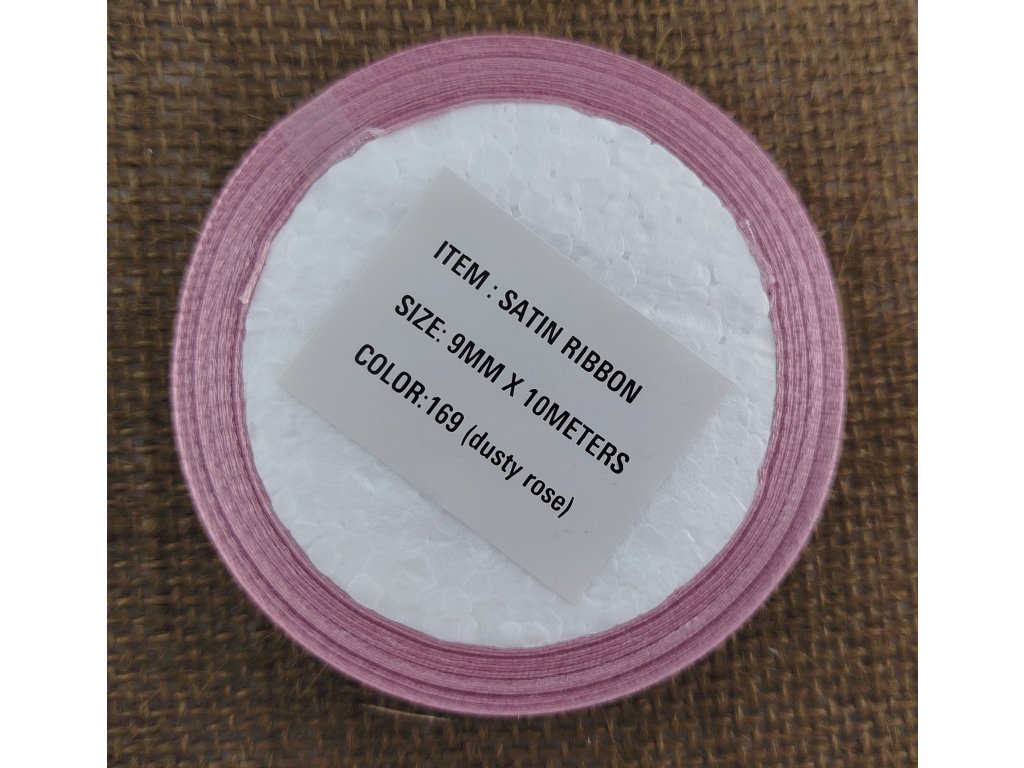 ITEM : SATIN RIBBON
SIZE: 9MM X 10METERS
COLOR:169 (dusty rose)